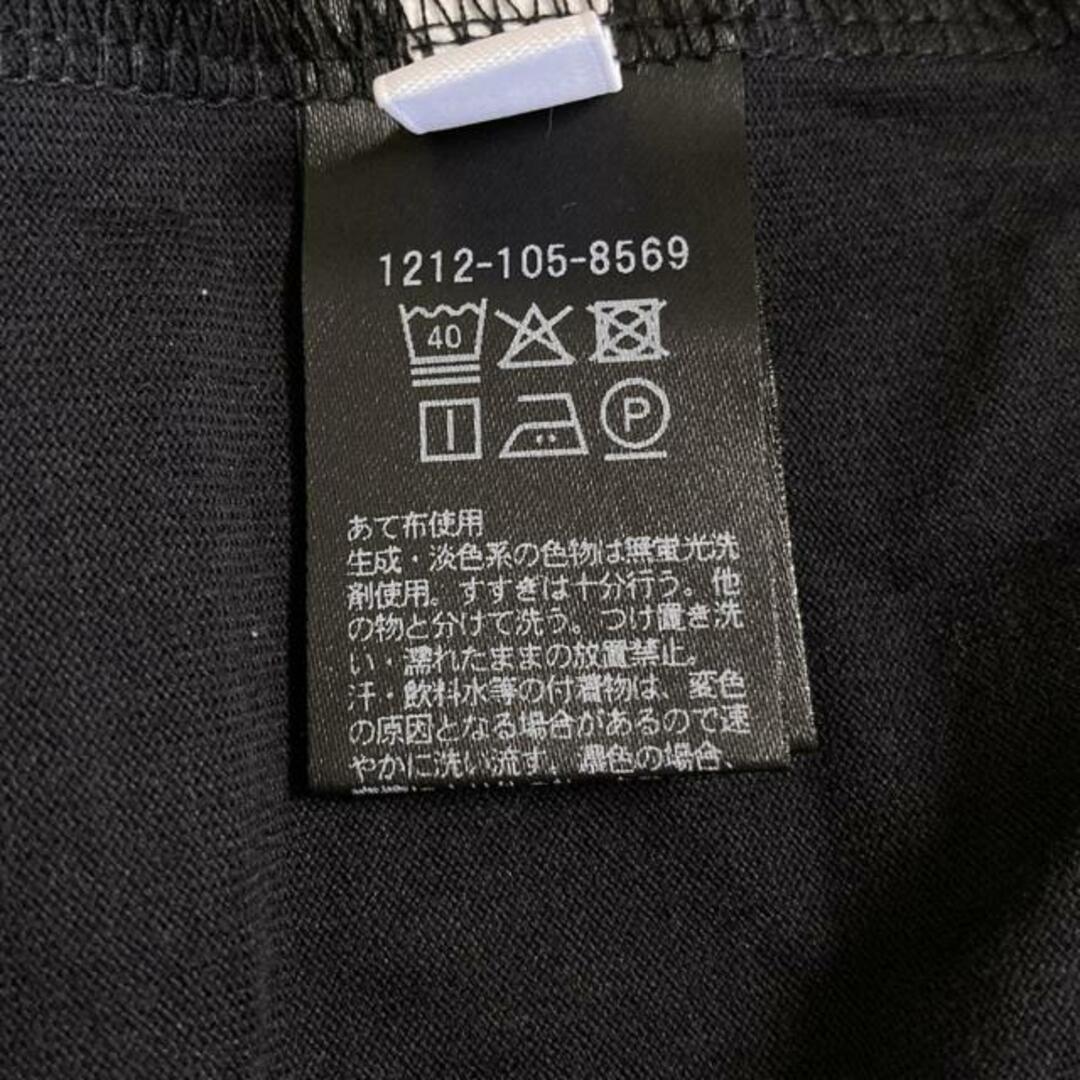 1212-105-8569
40
P
あて布使用
生成・淡色系の色物は無蛍光洗
剤使用。すすぎは十分行う。他
の物と分けて洗う。つけ置き洗
い・濡れたままの放置禁止。
汗・飲料水等の付着物は、変色
の原因となる場合があるので速
やかに洗い流す。濃色の場合、